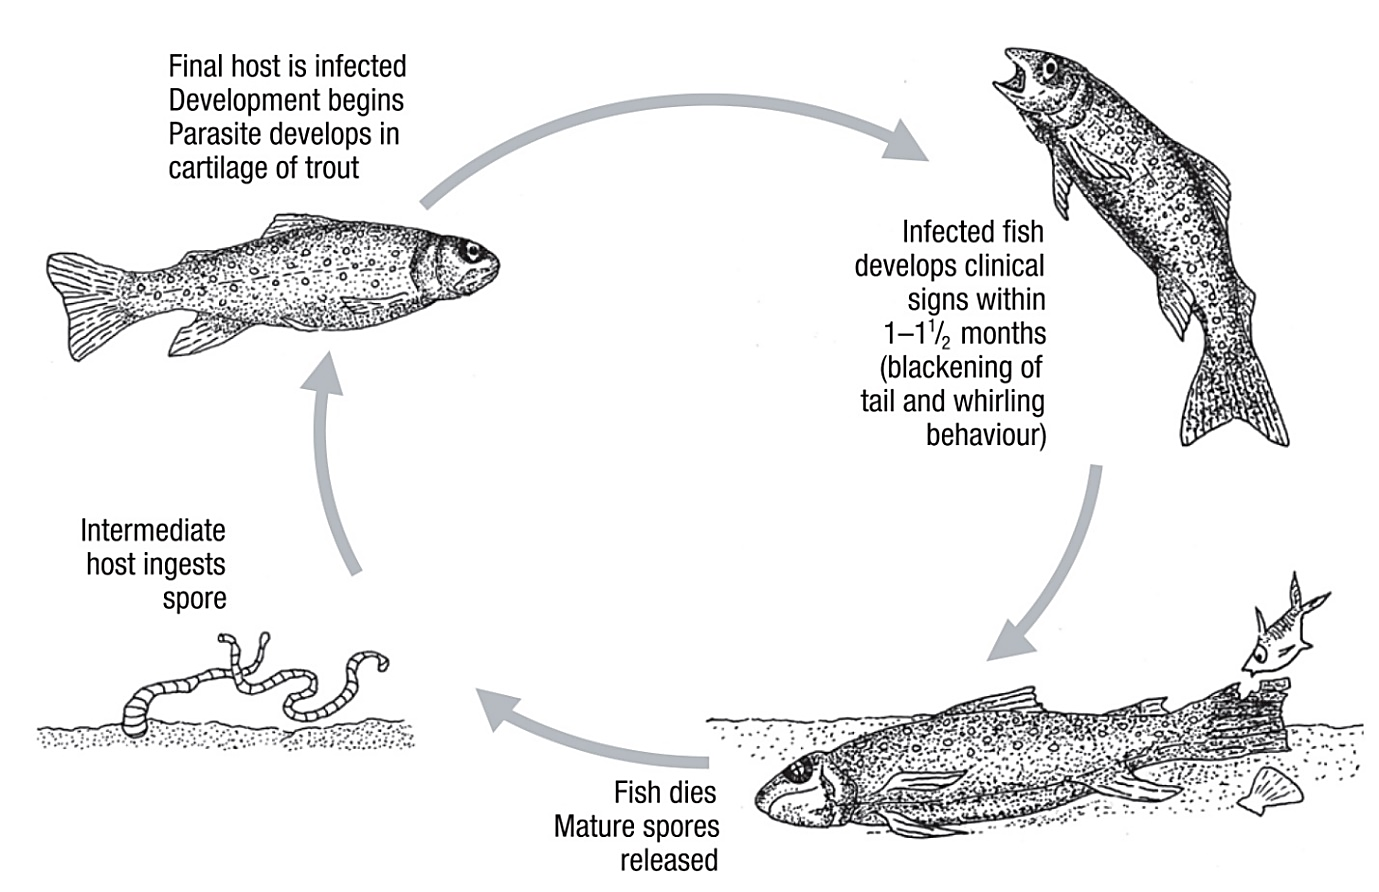 Final host is infected
Development begins
Parasite develops in
cartilage of trout
Infected fish
develops clinical
signs within
1–1½ months
(blackening of
tail and whirling
behaviour)
Fish dies
Mature spores
released
Intermediate
host ingests
spore